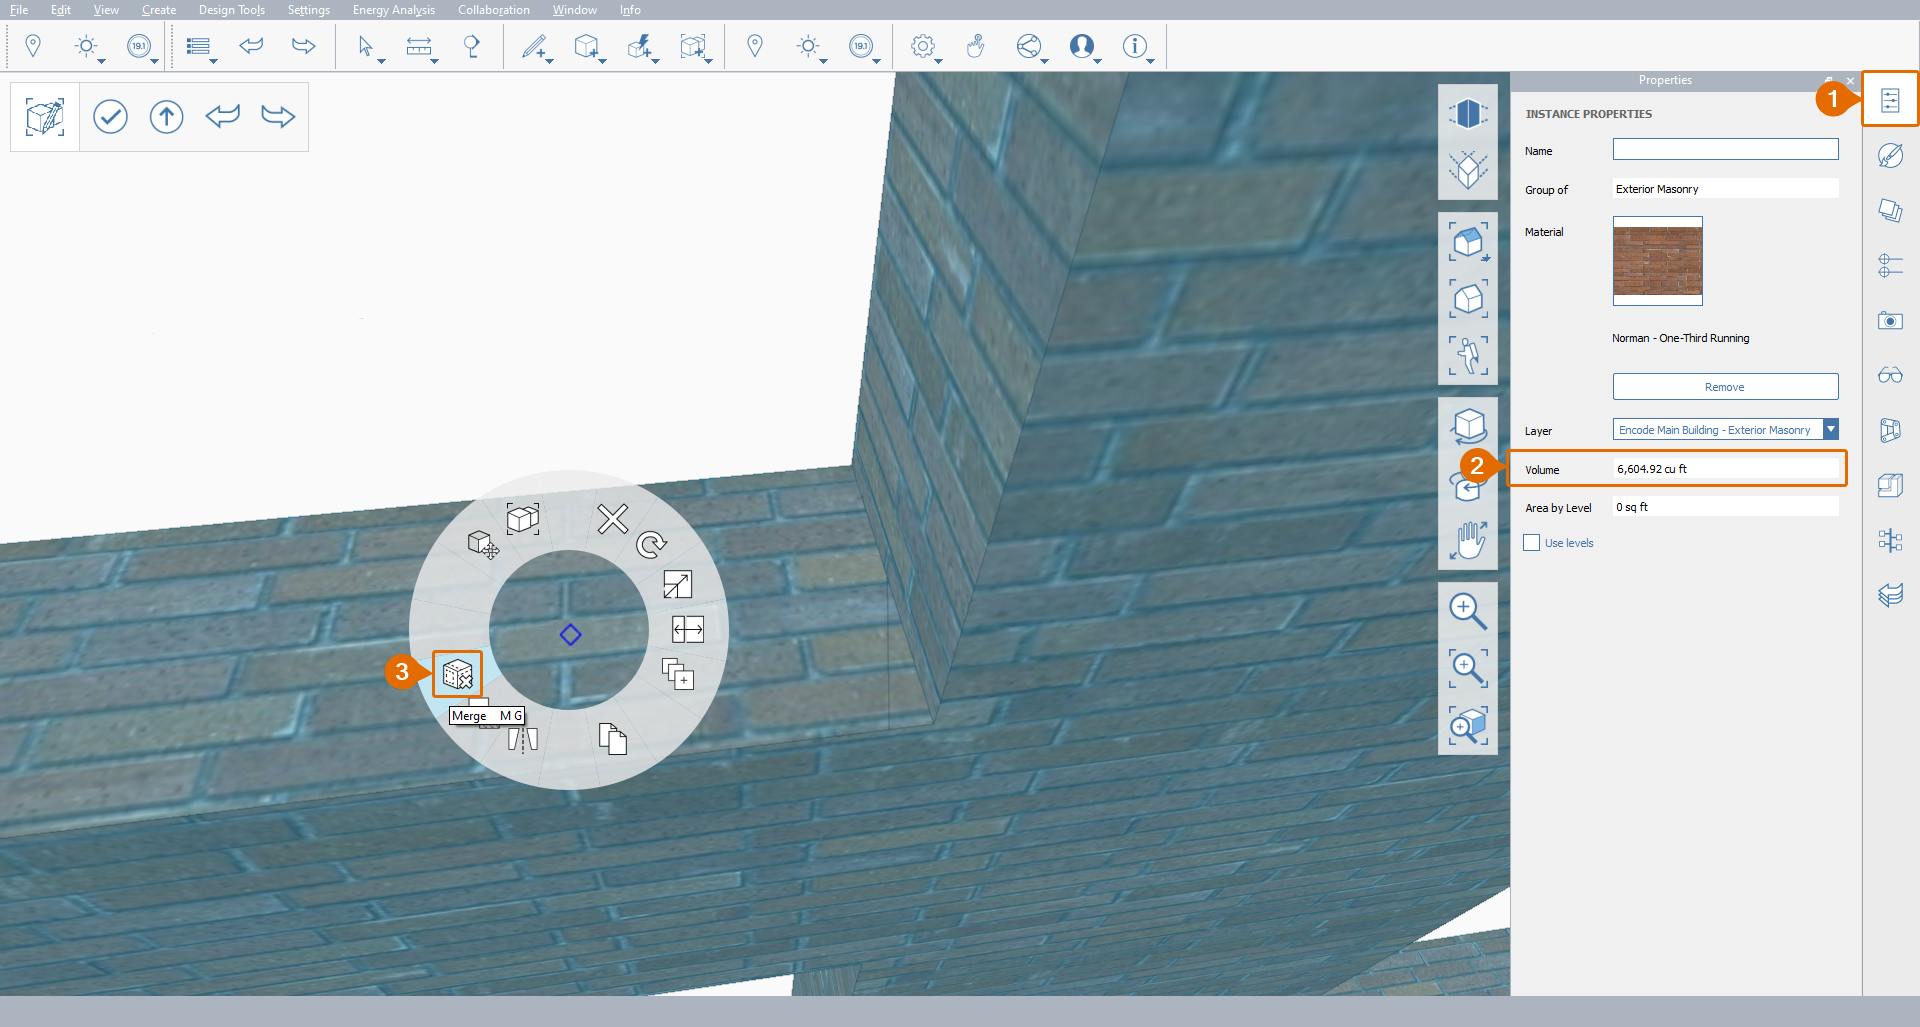 File Edit View Create Design Tools Settings Energy Analysis Collaboration Window Info
19.1 19.1
Properties
1
INSTANCE PROPERTIES
Name
Group of Exterior Masonry
Material
Norman - One-Third Running
Remove
Layer Encode Main Building - Exterior Masonry
2 Volume 6,604.92 cu ft
Area by Level 0 sq ft
Use levels
3
Merge M G